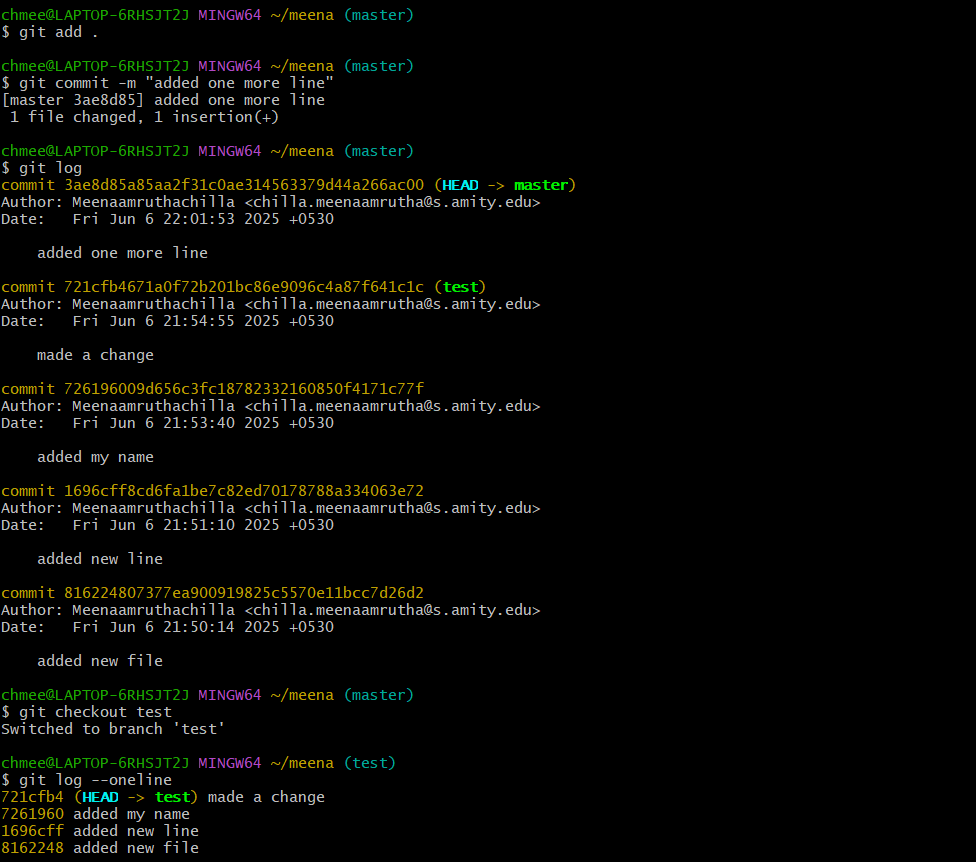 chmee@LAPTOP-6RHSJT2J MINGW64 ~/meena (master)
$ git add .
chmee@LAPTOP-6RHSJT2J MINGW64 ~/meena (master)
$ git commit -m "added one more line"
[master 3ae8d85] added one more line
 1 file changed, 1 insertion(+)
chmee@LAPTOP-6RHSJT2J MINGW64 ~/meena (master)
$ git log
commit 3ae8d85a85aa2f31c0ae314563379d44a266ac00 (HEAD -> master)
Author: Meenaamruthachilla <chilla.meenaamrutha@s.amity.edu>
Date:   Fri Jun 6 22:01:53 2025 +0530
    added one more line
commit 721cfb4671a0f72b201bc86e9096c4a87f641c1c (test)
Author: Meenaamruthachilla <chilla.meenaamrutha@s.amity.edu>
Date:   Fri Jun 6 21:54:55 2025 +0530
    made a change
commit 726196009d656c3fc18782332160850f4171c77f
Author: Meenaamruthachilla <chilla.meenaamrutha@s.amity.edu>
Date:   Fri Jun 6 21:53:40 2025 +0530
    added my name
commit 1696cff8cd6fa1be7c82ed70178788a334063e72
Author: Meenaamruthachilla <chilla.meenaamrutha@s.amity.edu>
Date:   Fri Jun 6 21:51:10 2025 +0530
    added new line
commit 816224807377ea900919825c5570e11bcc7d26d2
Author: Meenaamruthachilla <chilla.meenaamrutha@s.amity.edu>
Date:   Fri Jun 6 21:50:14 2025 +0530
    added new file
chmee@LAPTOP-6RHSJT2J MINGW64 ~/meena (master)
$ git checkout test
Switched to branch 'test'
chmee@LAPTOP-6RHSJT2J MINGW64 ~/meena (test)
$ git log --oneline
721cfb4 (HEAD -> test) made a change
7261960 added my name
1696cff added new line
8162248 added new file